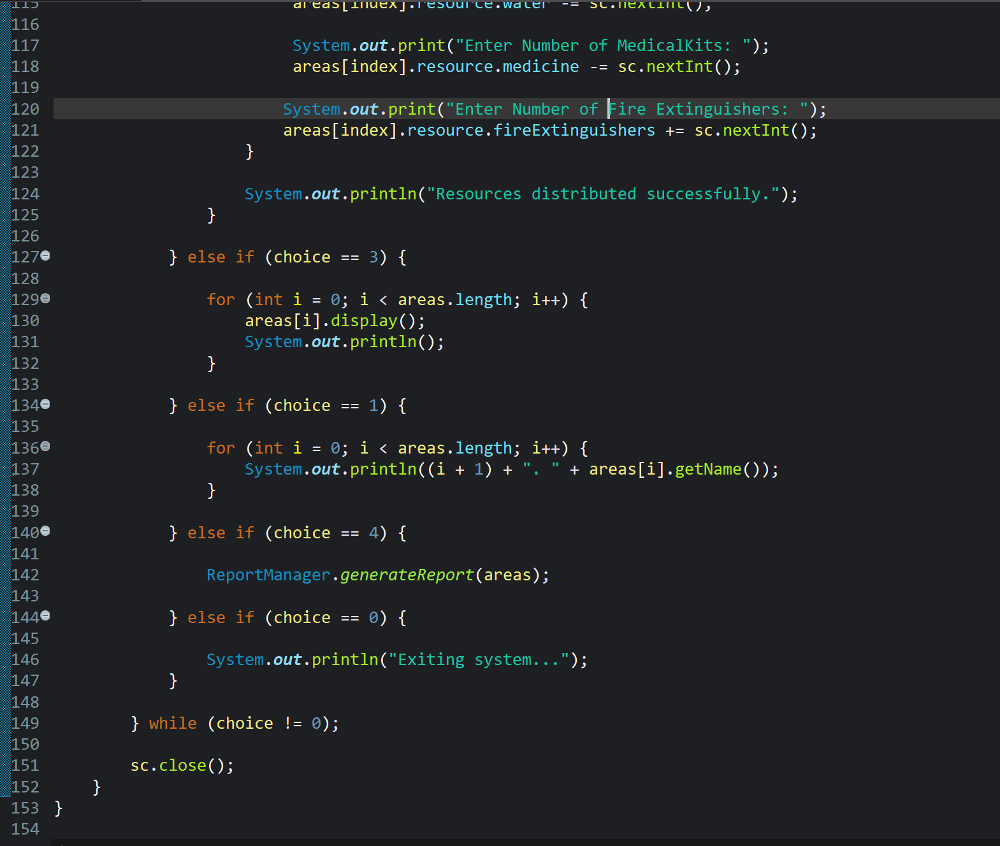 115 areas[index].resource.water -= sc.nextInt();
116
117 System.out.print("Enter Number of MedicalKits: ");
118 areas[index].resource.medicine -= sc.nextInt();
119
120 System.out.print("Enter Number of Fire Extinguishers: ");
121 areas[index].resource.fireExtinguishers += sc.nextInt();
122 }
123
124 System.out.println("Resources distributed successfully.");
125 }
126
127 } else if (choice == 3) {
128
129 for (int i = 0; i < areas.length; i++) {
130 areas[i].display();
131 System.out.println();
132 }
133
134 } else if (choice == 1) {
135
136 for (int i = 0; i < areas.length; i++) {
137 System.out.println((i + 1) + ". " + areas[i].getName());
138 }
139
140 } else if (choice == 4) {
141
142 ReportManager.generateReport(areas);
143
144 } else if (choice == 0) {
145
146 System.out.println("Exiting system...");
147 }
148
149 } while (choice != 0);
150
151 sc.close();
152 }
153 }
154